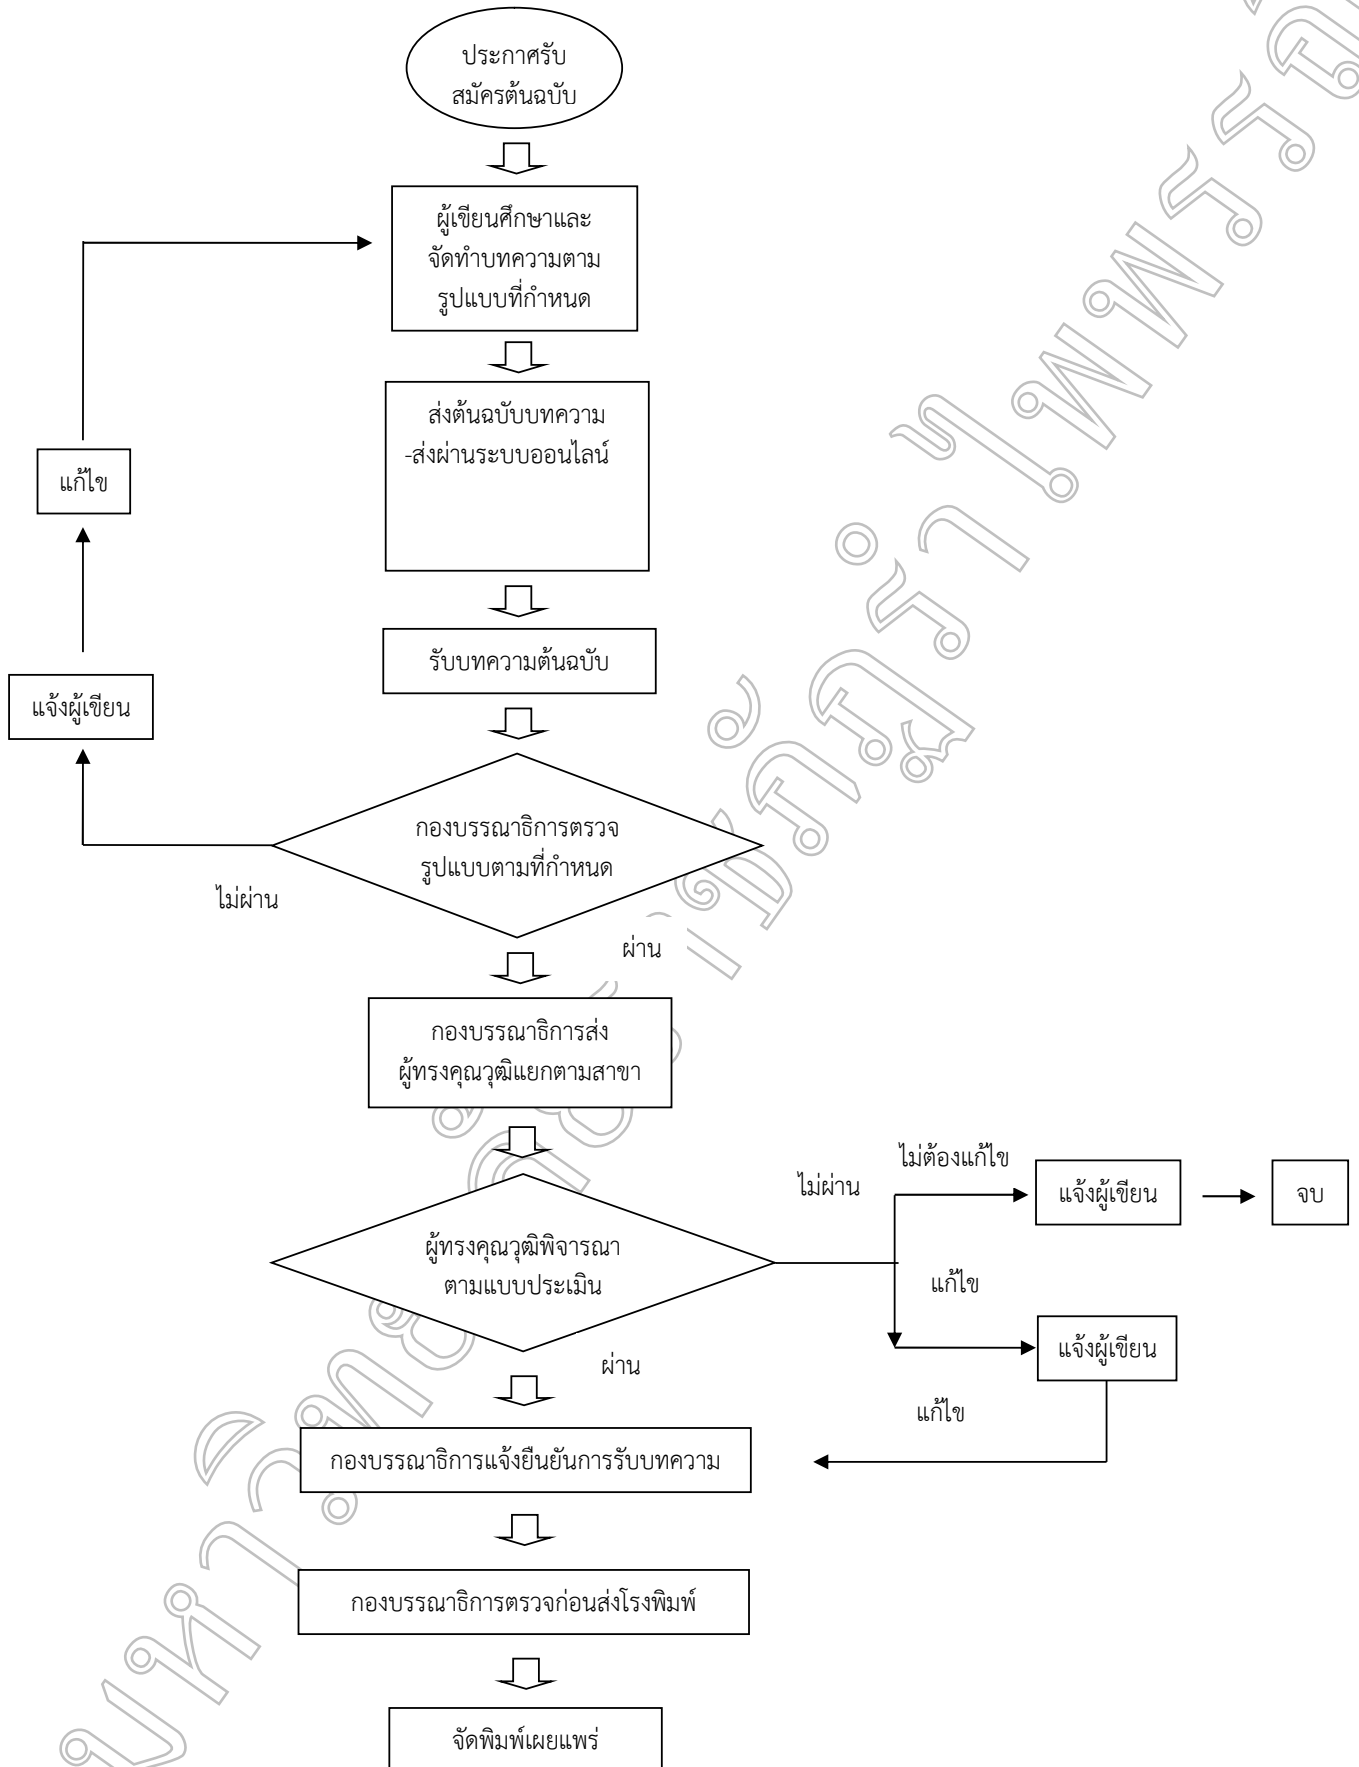 ประกาศรับ
สมัครต้นฉบับ
ผู้เขียนศึกษาและ
จัดทำบทความตาม
รูปแบบที่กำหนด
ส่งต้นฉบับบทความ
-ส่งผ่านระบบออนไลน์
แก้ไข
รับบทความต้นฉบับ
แจ้งผู้เขียน
กองบรรณาธิการตรวจ
รูปแบบตามที่กำหนด
ไม่ผ่าน
ผ่าน
กองบรรณาธิการส่ง
ผู้ทรงคุณวุฒิแยกตามสาขา
ไม่ผ่าน
ไม่ต้องแก้ไข
แจ้งผู้เขียน
จบ
ผู้ทรงคุณวุฒิพิจารณา
ตามแบบประเมิน
แก้ไข
แจ้งผู้เขียน
ผ่าน
แก้ไข
กองบรรณาธิการแจ้งยืนยันการรับบทความ
กองบรรณาธิการตรวจก่อนส่งโรงพิมพ์
จัดพิมพ์เผยแพร่